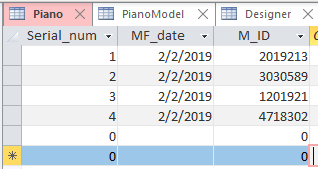 Piano PianoModel Designer
Serial_num MF_date M_ID
1 2/2/2019 2019213
2 2/2/2019 3030589
3 2/2/2019 1201921
4 2/2/2019 4718302
0 0
0 0